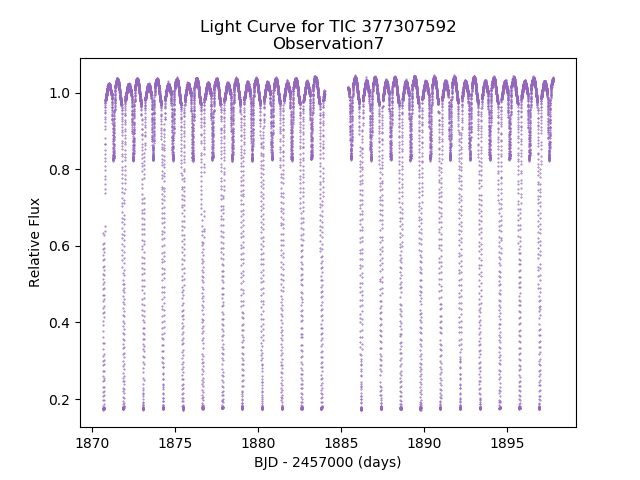 Light Curve for TIC 377307592
Observation7
Relative Flux
1.0
0.8
0.6
0.4
0.2
1870 1875 1880 1885 1890 1895
BJD - 2457000 (days)